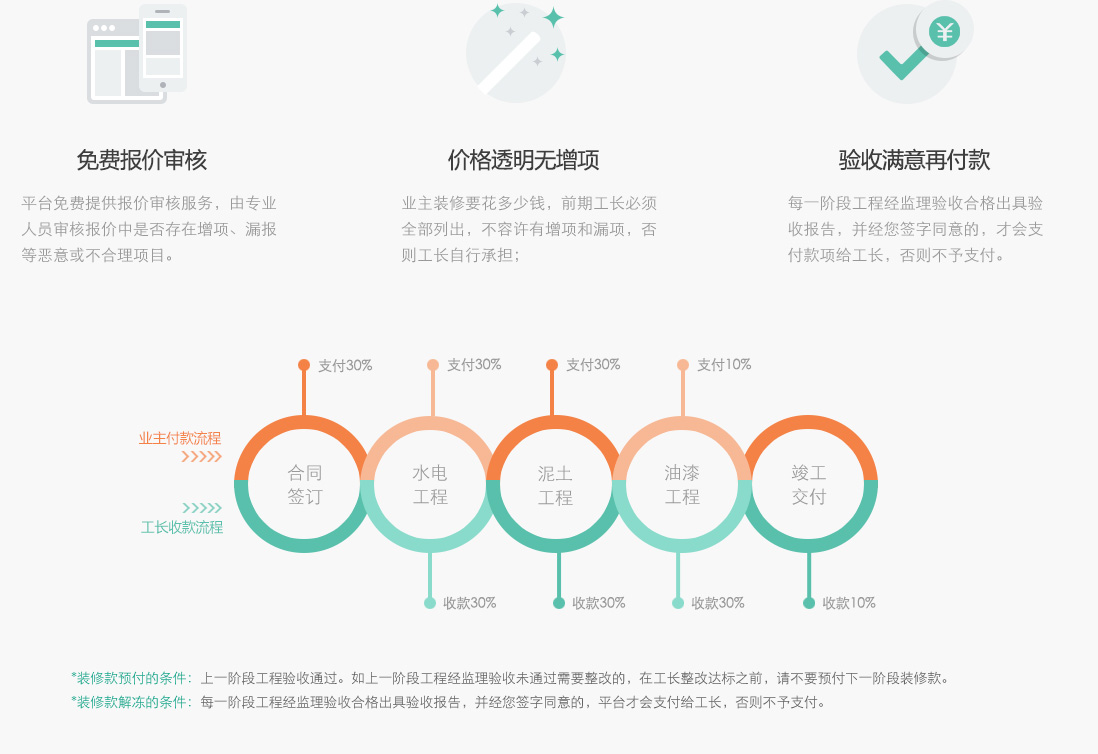 ¥
免费报价审核
平台免费提供报价审核服务，由专业
人员审核报价中是否存在增项、漏报
等恶意或不合理项目。
价格透明无增项
业主装修要花多少钱，前期工长必须
全部列出，不容许有增项和漏项，否
则工长自行承担；
验收满意再付款
每一阶段工程经监理验收合格出具验
收报告，并经您签字同意的，才会支
付款项给工长，否则不予支付。
支付30%
支付30%
支付30%
支付10%
业主付款流程
工长收款流程
合同
签订
水电
工程
泥土
工程
油漆
工程
竣工
交付
收款30%
收款30%
收款30%
收款10%
*装修款预付的条件：上一阶段工程验收通过。如上一阶段工程经监理验收未通过需要整改的，在工长整改达标之前，请不要预付下一阶段装修款。
*装修款解冻的条件：每一阶段工程经监理验收合格出具验收报告，并经您签字同意的，平台才会支付给工长，否则不予支付。